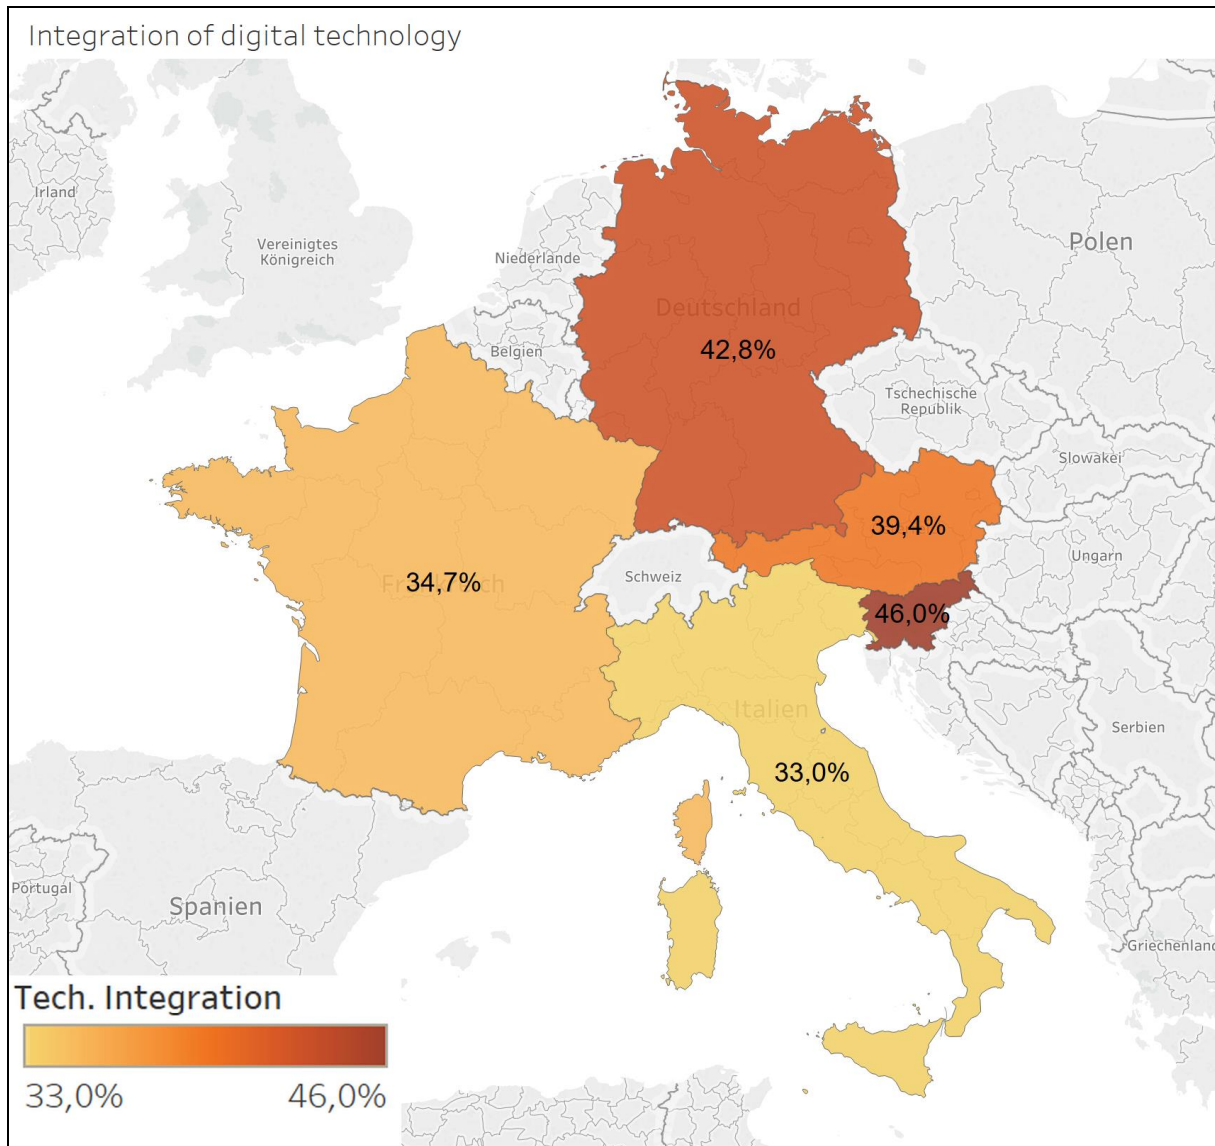 Integration of digital technology
Irland
Vereinigtes
Königreich
Niederlande
Polen
Deutschland
42,8%
Belgien
Tschechische
Republik
Slowakei
39,4%
Ungarn
Schweiz
Frankreich
34,7%
46,0%
Italien
Serbien
33,0%
Portugal
Spanien
Griechenland
Tech. Integration
33,0%
46,0%